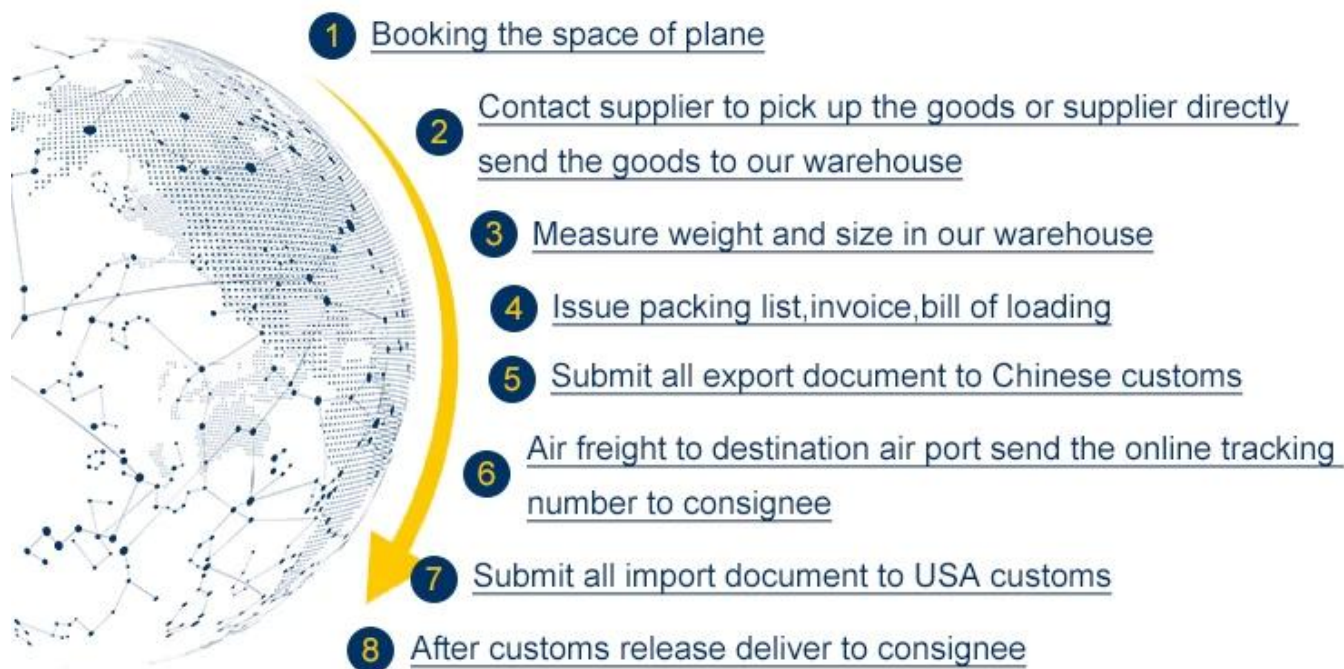 1 Booking the space of plane
2 Contact supplier to pick up the goods or supplier directly
send the goods to our warehouse
3 Measure weight and size in our warehouse
4 Issue packing list,invoice,bill of loading
5 Submit all export document to Chinese customs
6 Air freight to destination air port send the online tracking
number to consignee
7 Submit all import document to USA customs
8 After customs release deliver to consignee